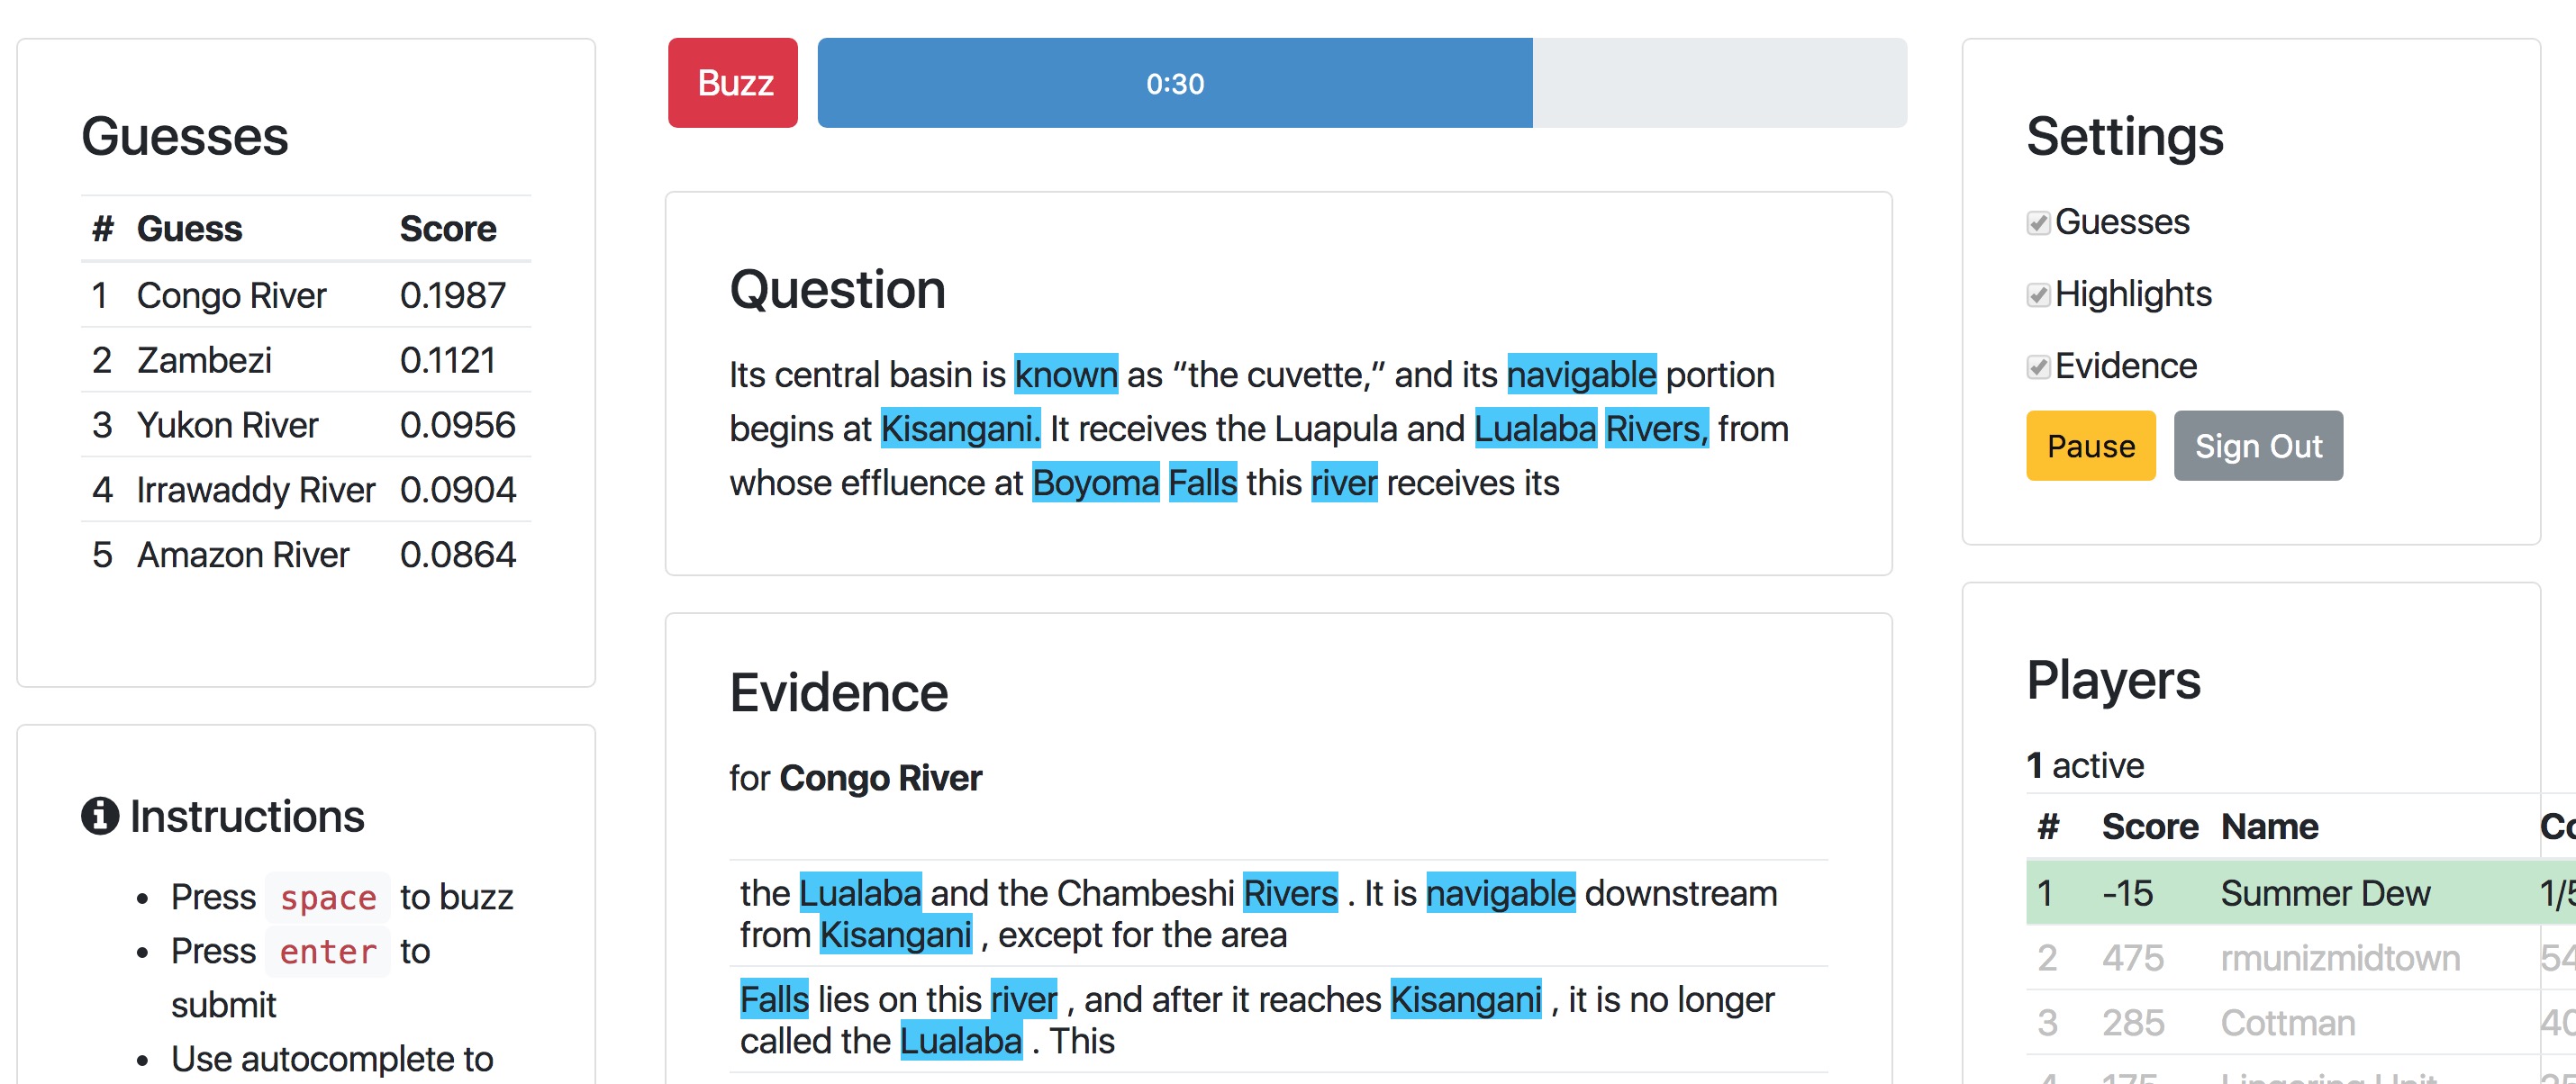 Guesses
# Guess Score
1 Congo River 0.1987
2 Zambezi 0.1121
3 Yukon River 0.0956
4 Irrawaddy River 0.0904
5 Amazon River 0.0864
Instructions
• Press space to buzz
• Press enter to
submit
• Use autocomplete to
Buzz
0:30
Question
Its central basin is known as “the cuvette,” and its navigable portion
begins at Kisangani. It receives the Luapula and Lualaba Rivers, from
whose effluence at Boyoma Falls this river receives its
Evidence
for Congo River
the Lualaba and the Chambeshi Rivers . It is navigable downstream
from Kisangani , except for the area
Falls lies on this river , and after it reaches Kisangani , it is no longer
called the Lualaba . This
Settings
Guesses
Highlights
Evidence
Pause Sign Out
Players
1 active
# Score Name
1 -15 Summer Dew 1/5
2 475 rmunizmidtown 54
3 285 Cottman 40